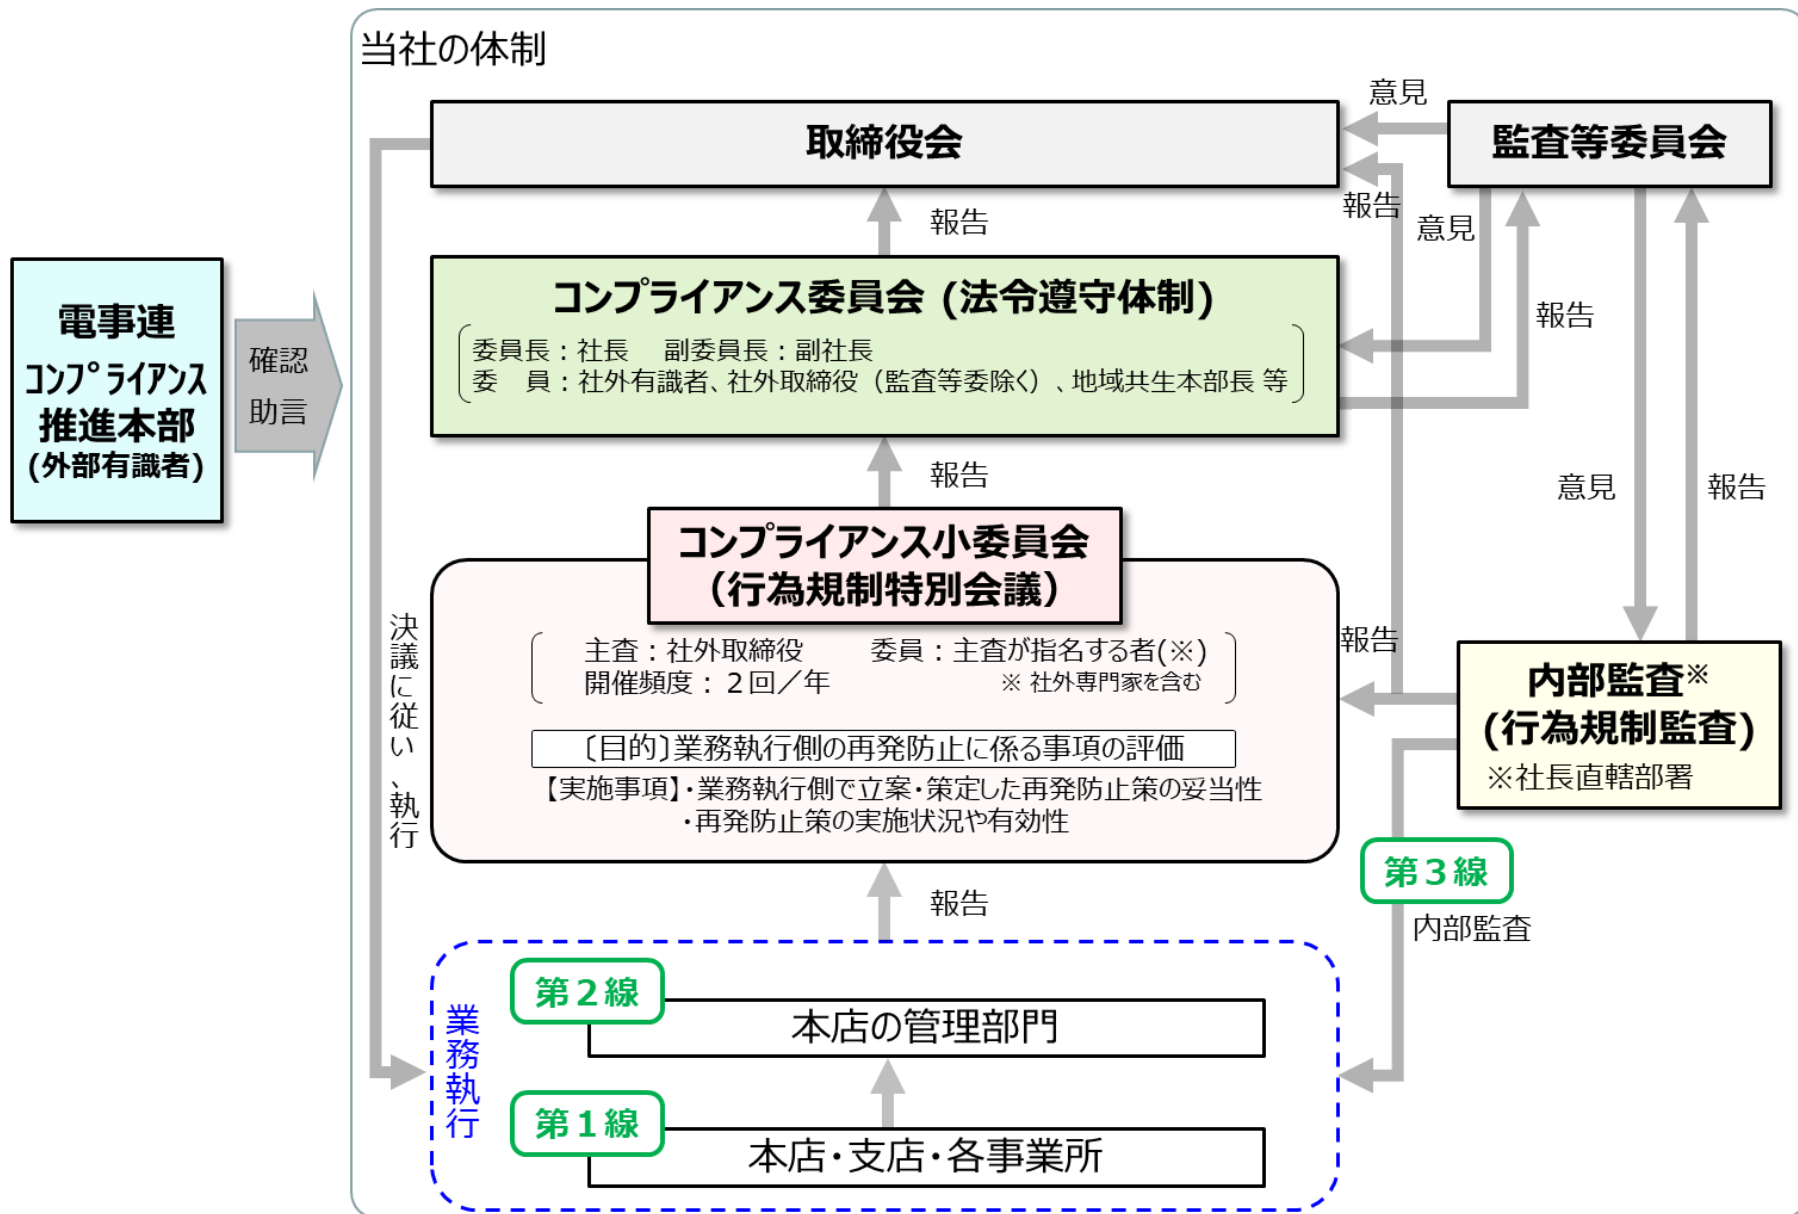 当社の体制
取締役会
意見
監査等委員会
報告
報告
意見
電事連
コンプライアンス
推進本部
(外部有識者)
確認
助言
コンプライアンス委員会 (法令遵守体制)
委員長：社長　副委員長：副社長
委　員：社外有識者、社外取締役（監査等委除く）、地域共生本部長 等
報告
報告
意見
報告
コンプライアンス小委員会
（行為規制特別会議）
主査：社外取締役　　委員：主査が指名する者(※)
開催頻度：２回／年　　※ 社外専門家を含む
〔目的〕業務執行側の再発防止に係る事項の評価
【実施事項】・業務執行側で立案・策定した再発防止策の妥当性
・再発防止策の実施状況や有効性
決議に従い、執行
報告
内部監査※
(行為規制監査)
※社長直轄部署
第３線
内部監査
報告
業務執行
第２線
本店の管理部門
第１線
本店・支店・各事業所